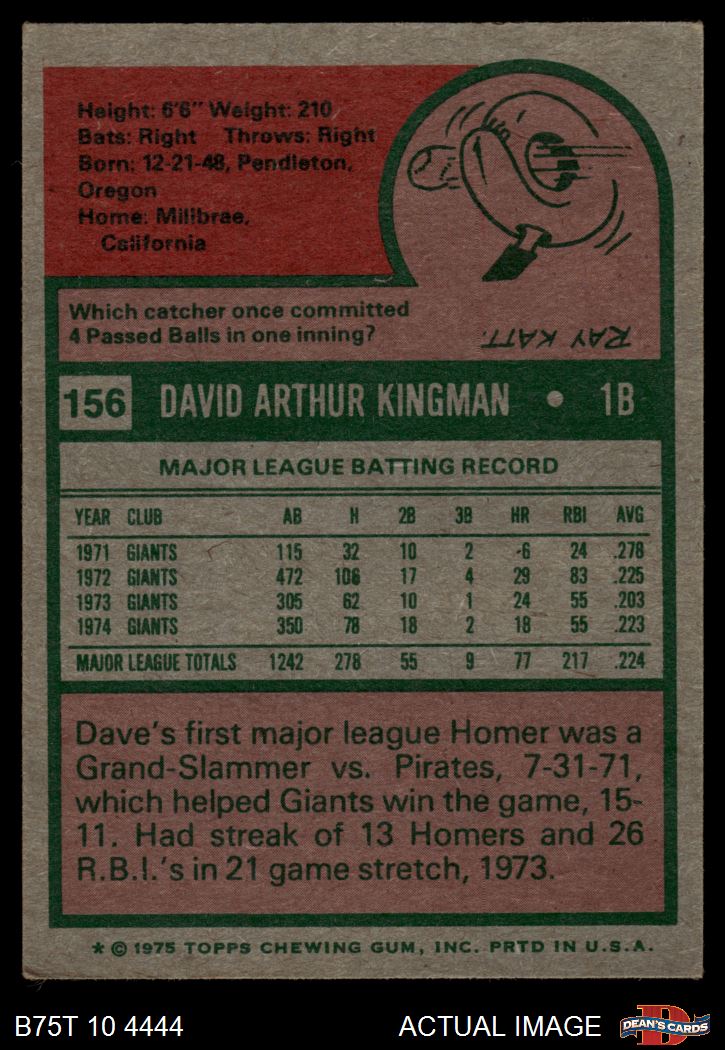 Height: 6'6" Weight: 210
Bats: Right Throws: Right
Born: 12-21-48, Pendleton,
Oregon
Home: Millbrae,
California
Which catcher once committed
4 Passed Balls in one inning?
RAY KATT.
156 DAVID ARTHUR KINGMAN • 1B
MAJOR LEAGUE BATTING RECORD
YEAR CLUB AB H 2B 3B HR RBI AVG
1971 GIANTS 115 32 10 2 6 24 .278
1972 GIANTS 472 106 17 4 29 83 .225
1973 GIANTS 305 62 10 1 24 55 .203
1974 GIANTS 350 78 18 2 18 55 .223
MAJOR LEAGUE TOTALS 1242 278 55 9 77 217 .224
Dave's first major league Homer was a
Grand-Slammer vs. Pirates, 7-31-71,
which helped Giants win the game, 15-
11. Had streak of 13 Homers and 26
R.B.I.'s in 21 game stretch, 1973.
* © 1975 TOPPS CHEWING GUM, INC. PRTD IN U.S.A.
B75T 10 4444 ACTUAL IMAGE D DEAN'S CARDS